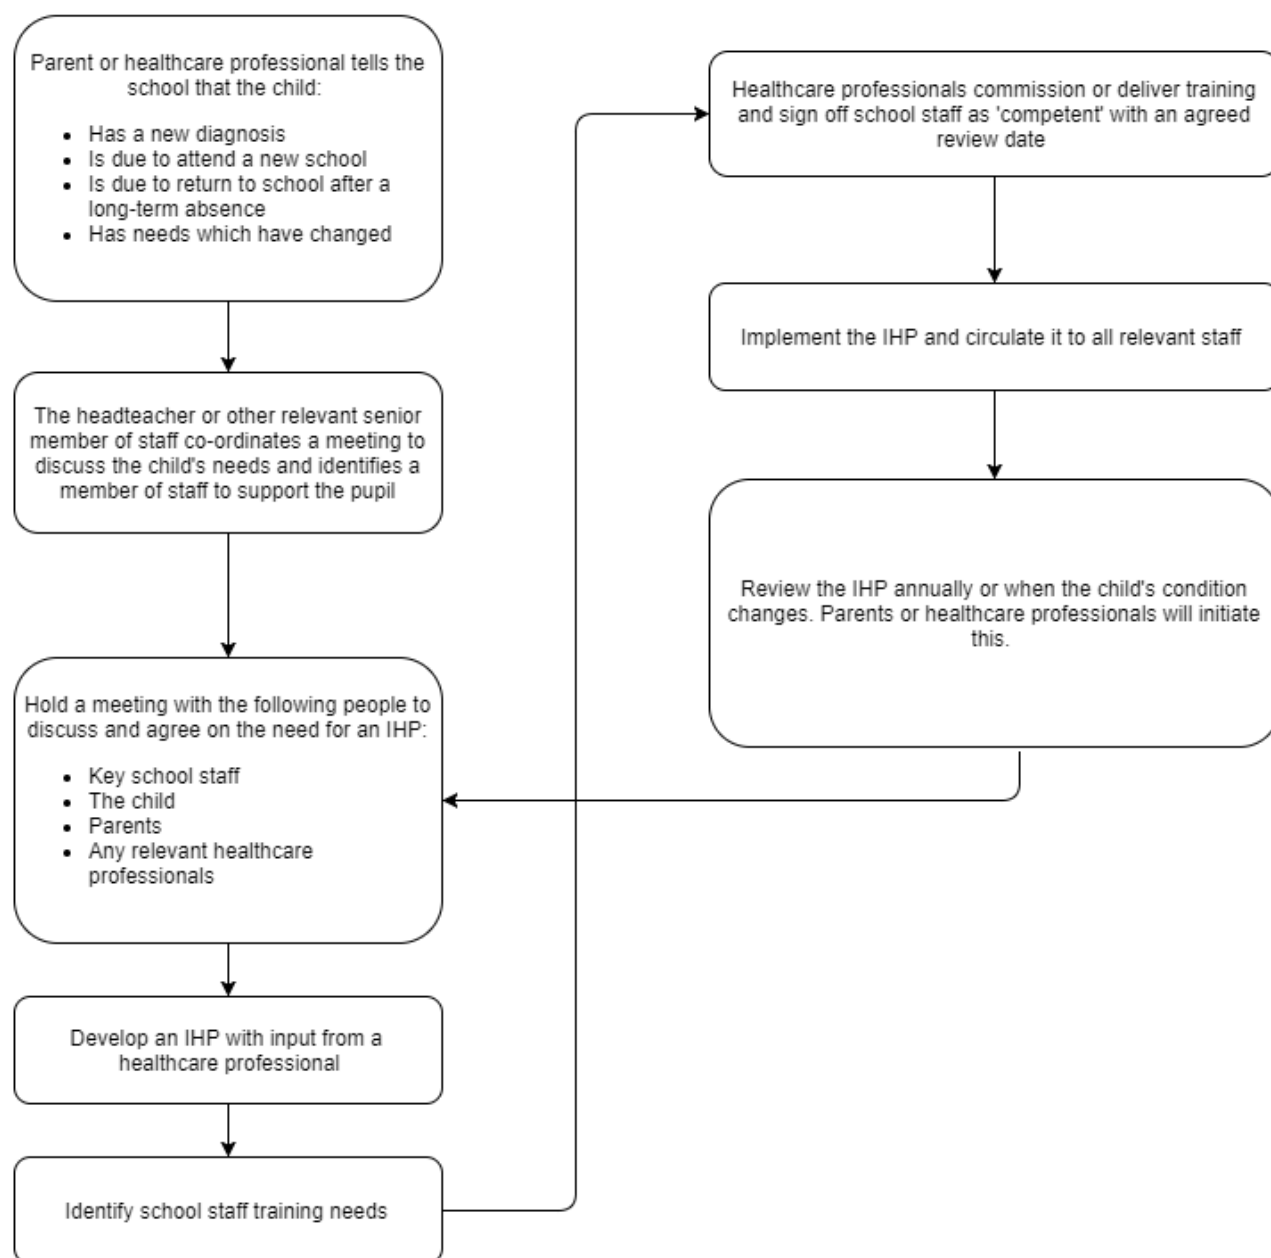 Parent or healthcare professional tells the
school that the child:
• Has a new diagnosis
• Is due to attend a new school
• Is due to return to school after a
long-term absence
• Has needs which have changed
The headteacher or other relevant senior
member of staff co-ordinates a meeting to
discuss the child's needs and identifies a
member of staff to support the pupil
Hold a meeting with the following people to
discuss and agree on the need for an IHP:
• Key school staff
• The child
• Parents
• Any relevant healthcare
professionals
Develop an IHP with input from a
healthcare professional
Identify school staff training needs
Healthcare professionals commission or deliver training
and sign off school staff as 'competent' with an agreed
review date
Implement the IHP and circulate it to all relevant staff
Review the IHP annually or when the child's condition
changes. Parents or healthcare professionals will initiate
this.